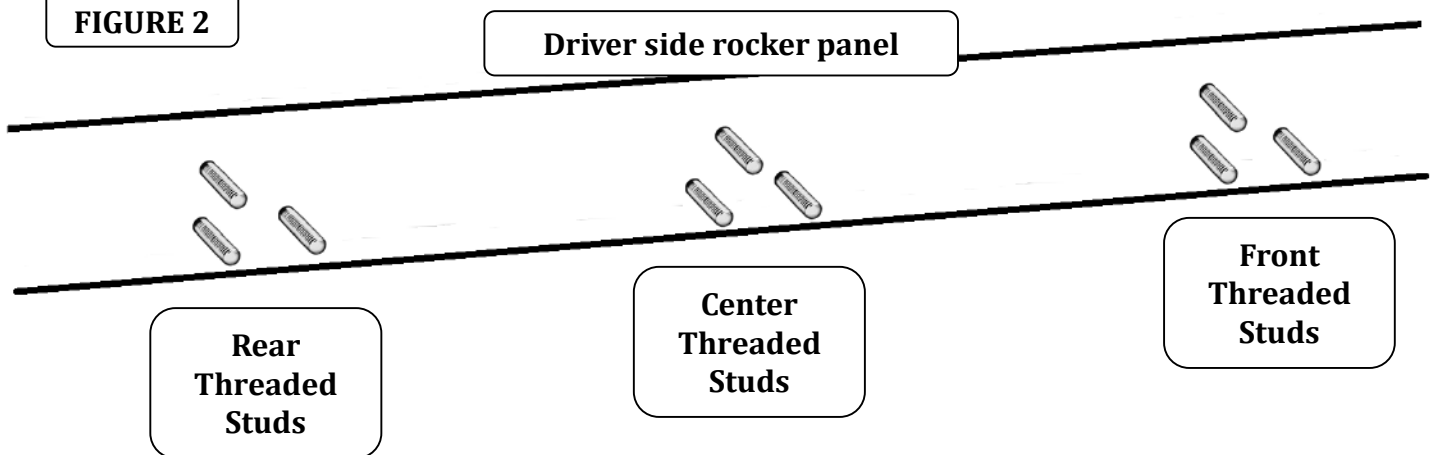 FIGURE 2
Driver side rocker panel
Rear
Threaded
Studs
Center
Threaded
Studs
Front
Threaded
Studs